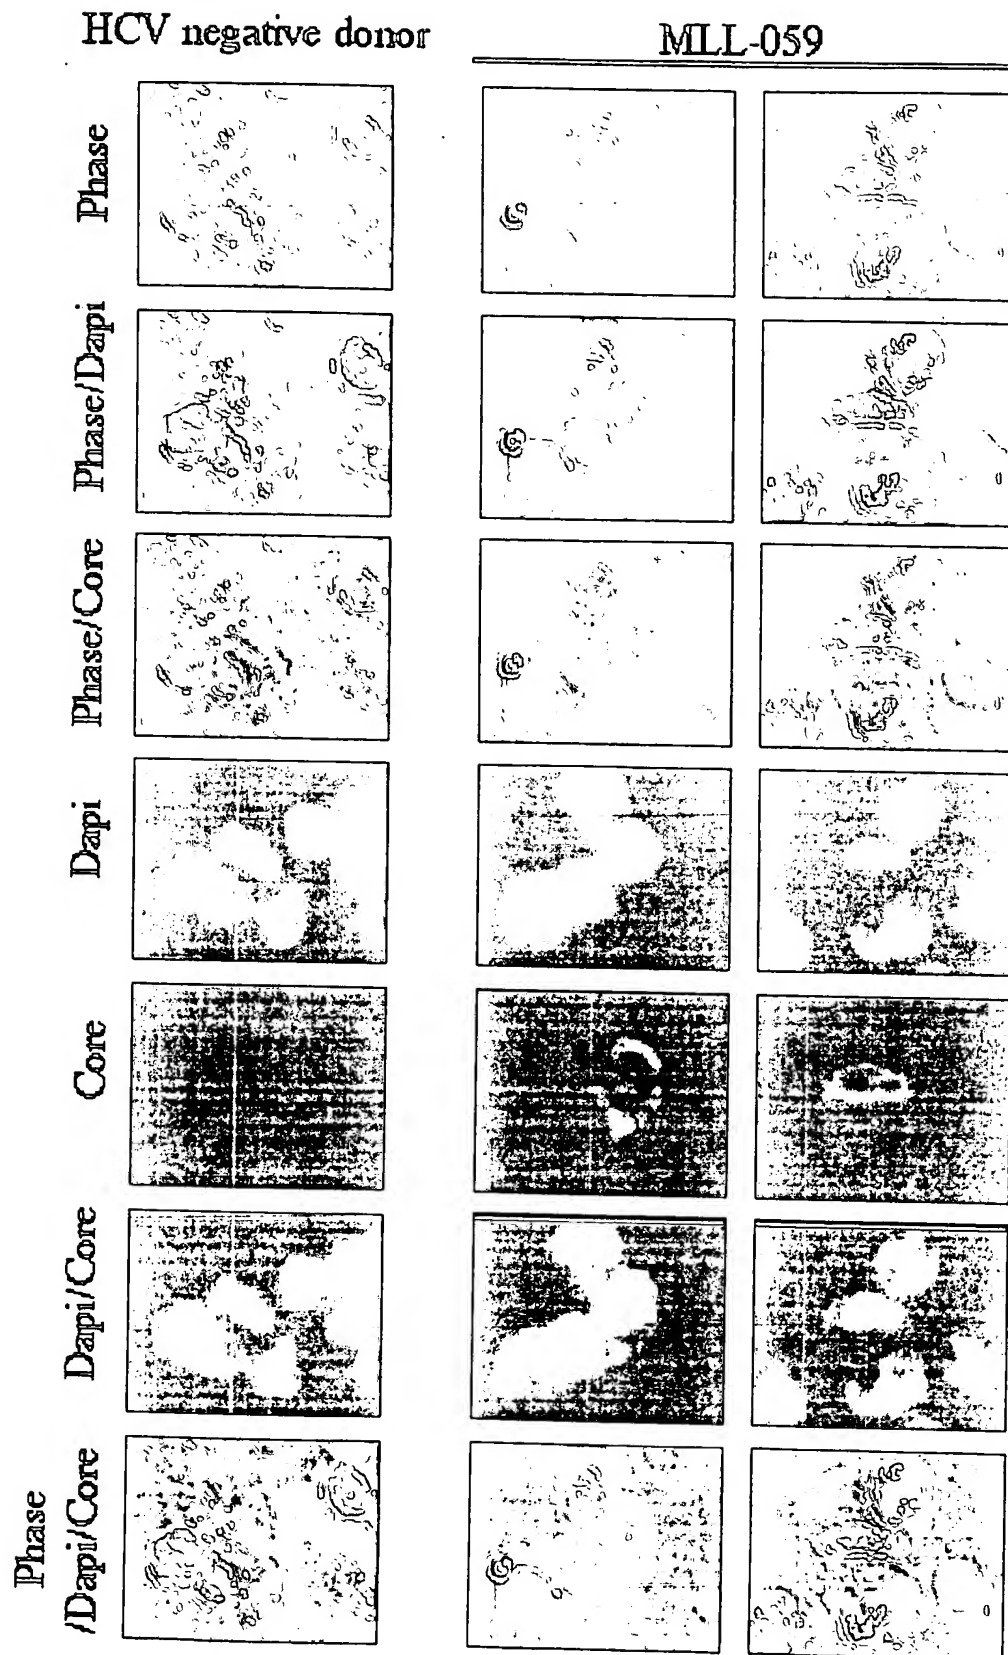 HCV negative donor
MLL-059
Phase
Phase/Dapi
Phase/Core
Dapi
Core
Dapi/Core
Phase
/Dapi/Core